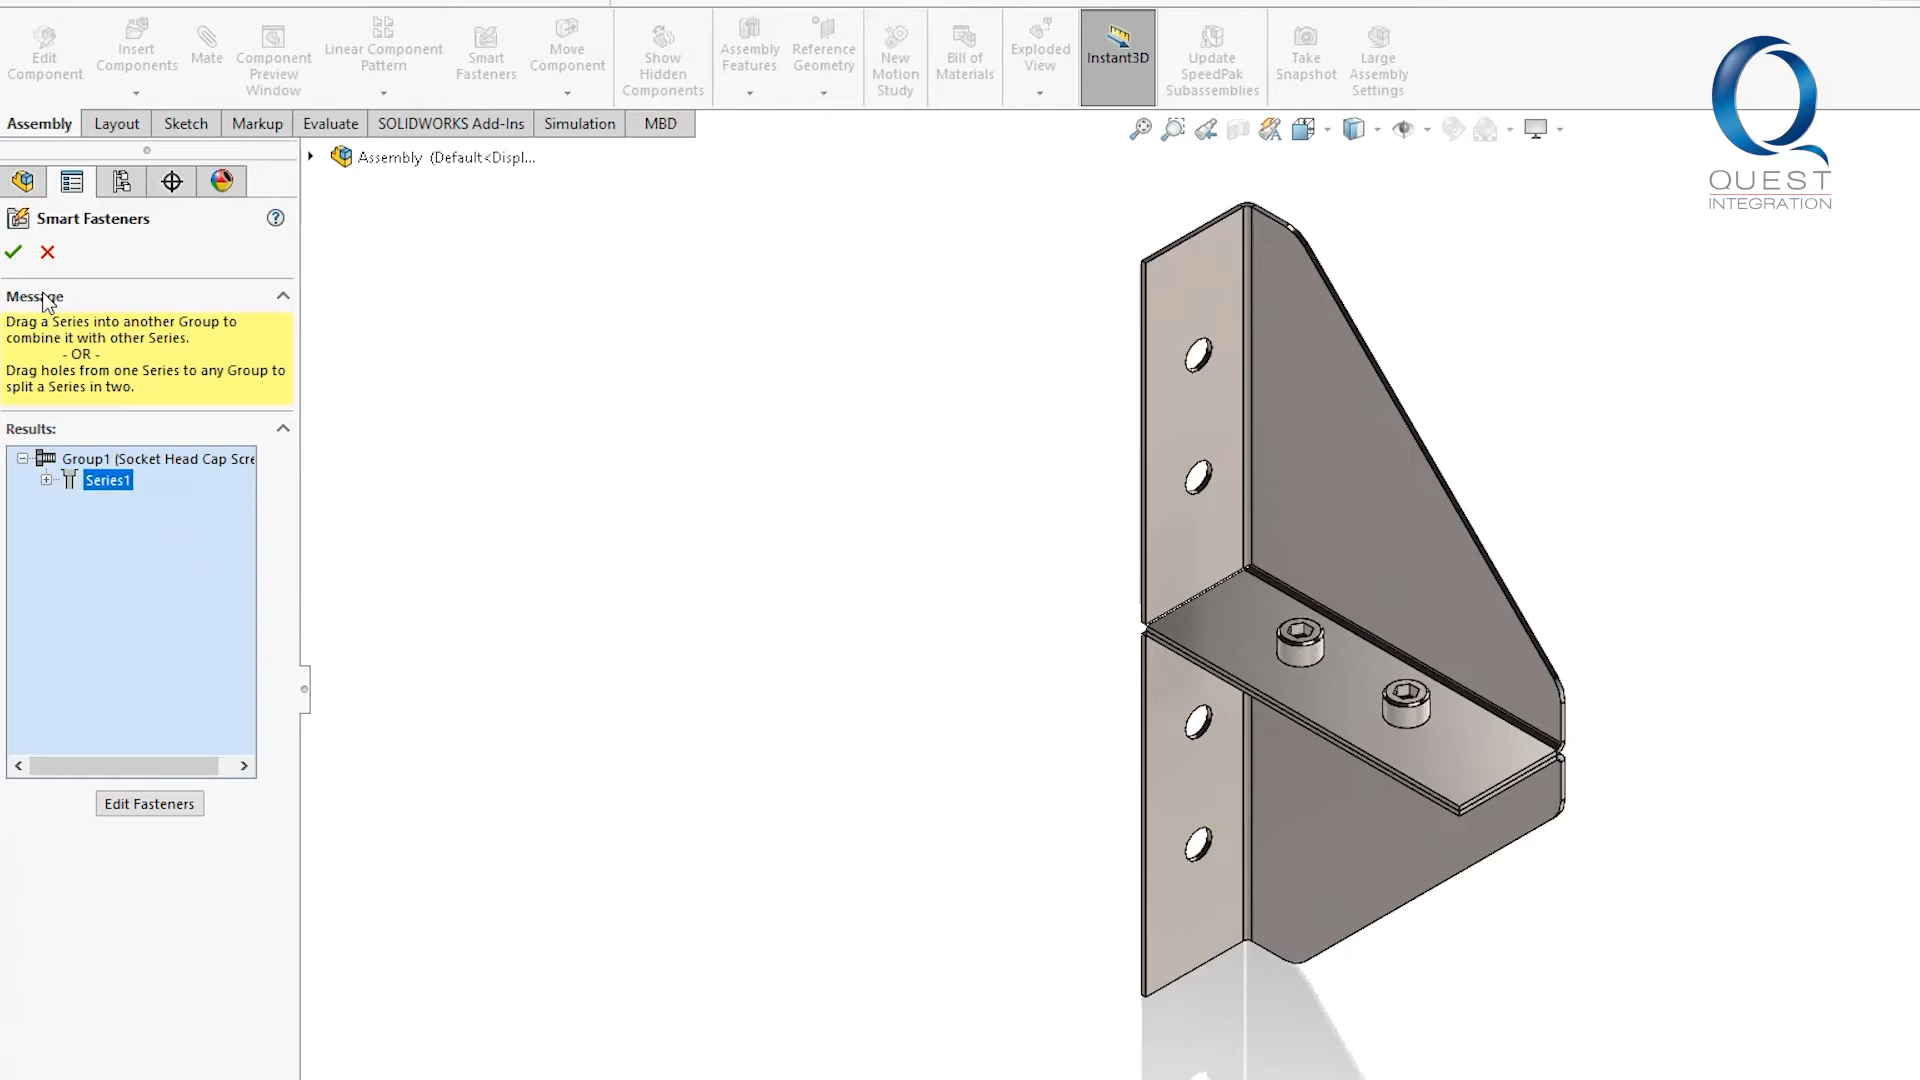 Edit
Component
Insert
Components
Mate
Component
Preview
Window
Linear Component
Pattern
Smart
Fasteners
Move
Component
Show
Hidden
Components
Assembly
Features
Reference
Geometry
New
Motion
Study
Bill of
Materials
Exploded
View
Instant3D
Update
SpeedPak
Subassemblies
Take
Snapshot
Large
Assembly
Settings
QUEST
INTEGRATION
Assembly
Layout
Sketch
Markup
Evaluate
SOLIDWORKS Add-Ins
Simulation
MBD
Assembly (Default<Displ...
Smart Fasteners
Message
Drag a Series into another Group to
combine it with other Series.
- OR -
Drag holes from one Series to any Group to
split a Series in two.
Results:
Group1 (Socket Head Cap Scre
Series1
Edit Fasteners